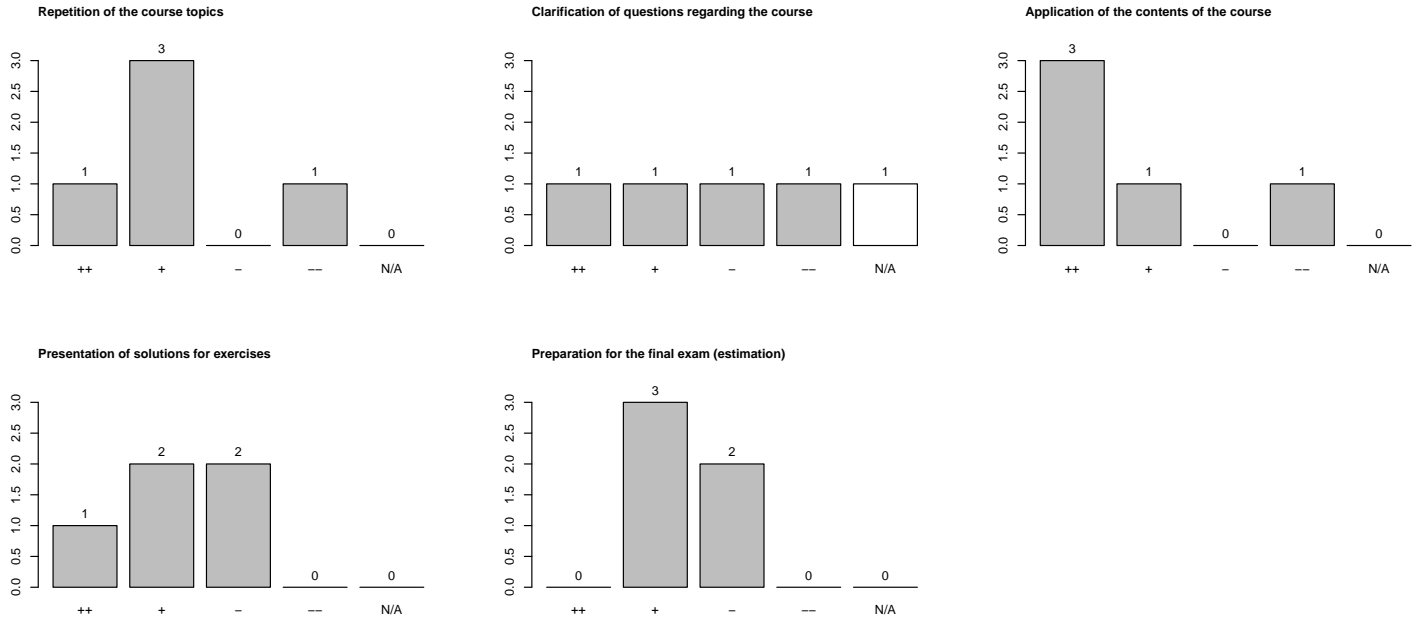 Repetition of the course topics
3
1
1
0
0
0.0 0.5 1.0 1.5 2.0 2.5 3.0
++ + − −− N/A
Clarification of questions regarding the course
1 1 1 1 1
0.0 0.5 1.0 1.5 2.0 2.5 3.0
++ + − −− N/A
Application of the contents of the course
3
1
1
0
0
0.0 0.5 1.0 1.5 2.0 2.5 3.0
++ + − −− N/A
Presentation of solutions for exercises
2 2
1
0 0
0.0 0.5 1.0 1.5 2.0 2.5 3.0
++ + − −− N/A
Preparation for the final exam (estimation)
3
2
0
0 0
0.0 0.5 1.0 1.5 2.0 2.5 3.0
++ + − −− N/A